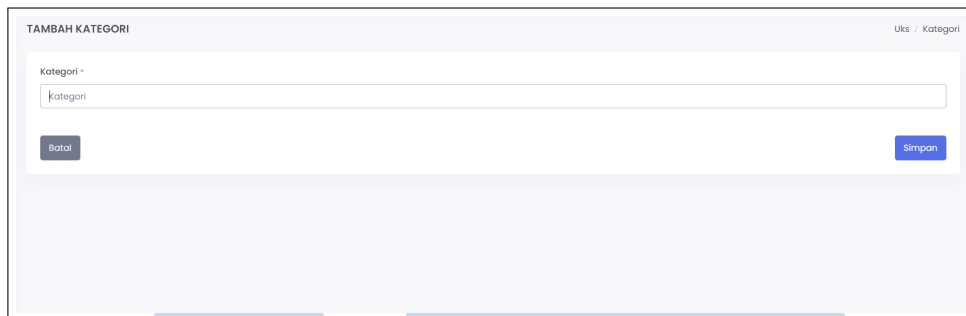 TAMBAH KATEGORI
Uks / Kategori
Kategori *
Kategori
Batal
Simpan